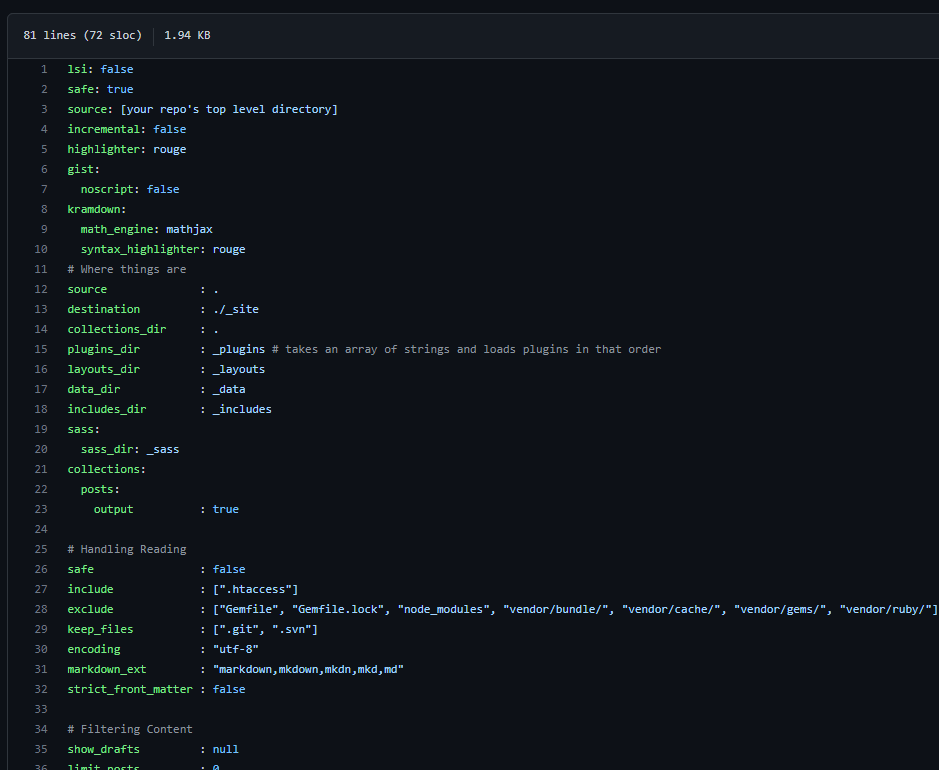 81 lines (72 sloc) 1.94 KB
1 lsi: false
2 safe: true
3 source: [your repo's top level directory]
4 incremental: false
5 highlighter: rouge
6 gist:
7   noscript: false
8 kramdown:
9   math_engine: mathjax
10   syntax_highlighter: rouge
11 # Where things are
12 source              : .
13 destination         : ./_site
14 collections_dir     : .
15 plugins_dir         : _plugins # takes an array of strings and loads plugins in that order
16 layouts_dir         : _layouts
17 data_dir            : _data
18 includes_dir        : _includes
19 sass:
20   sass_dir: _sass
21 collections:
22   posts:
23     output          : true
24
25 # Handling Reading
26 safe                : false
27 include             : [".htaccess"]
28 exclude             : ["Gemfile", "Gemfile.lock", "node_modules", "vendor/bundle/", "vendor/cache/", "vendor/gems/", "vendor/ruby/"]
29 keep_files          : [".git", ".svn"]
30 encoding            : "utf-8"
31 markdown_ext        : "markdown,mkdown,mkdn,mkd,md"
32 strict_front_matter : false
33
34 # Filtering Content
35 show_drafts         : null
36 limit_posts         : 0